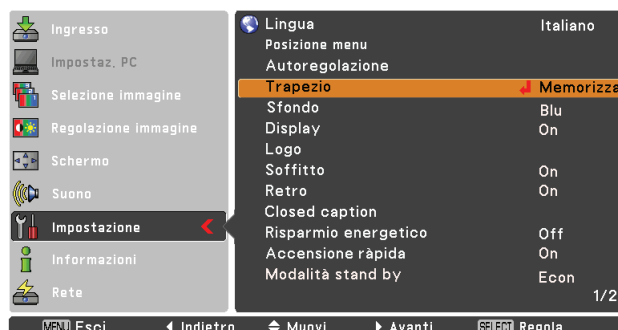 Ingresso
Impostaz. PC
Selezione immagine
Regolazione immagine
Schermo
Suono
Impostazione
Informazioni
Rete
Lingua Italiano
Posizione menu
Autoregolazione
Trapezio Memorizza
Sfondo Blu
Display On
Logo
Soffitto On
Retro On
Closed caption
Risparmio energetico Off
Accensione ràpida On
Modalità stand by Econ
1/2
MENU Esci Indietro Muovi Avanti SELECT Regola